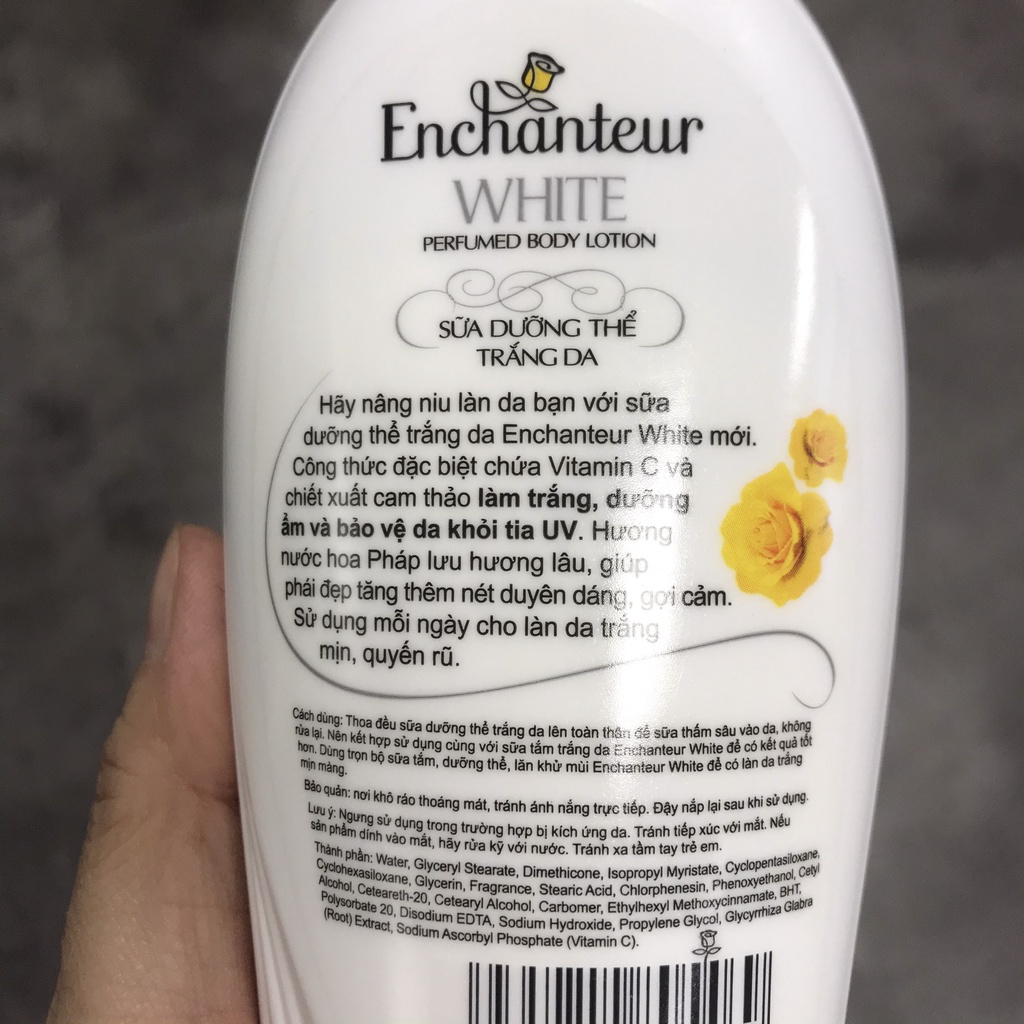 Enchanteur
WHITE
PERFUMED BODY LOTION
SỮA DƯỠNG THỂ
TRẮNG DA
Hãy nâng niu làn da bạn với sữa
dưỡng thể trắng da Enchanteur White mới.
Công thức đặc biệt chứa Vitamin C và
chiết xuất cam thảo làm trắng, dưỡng
ẩm và bảo vệ da khỏi tia UV. Hương
nước hoa Pháp lưu hương lâu, giúp
phái đẹp tăng thêm nét duyên dáng, gợi cảm.
Sử dụng mỗi ngày cho làn da trắng
mịn, quyến rũ.
Cách dùng: Thoa đều sữa dưỡng thể trắng da lên toàn thân để sữa thấm sâu vào da, không
rửa lại. Nên kết hợp sử dụng cùng với sữa tắm trắng da Enchanteur White để có kết quả tốt
hơn. Dùng trọn bộ sữa tắm, dưỡng thể, lăn khử mùi Enchanteur White để có làn da trắng
mịn màng.
Bảo quản: nơi khô ráo thoáng mát, tránh ánh nắng trực tiếp. Đậy nắp lại sau khi sử dụng.
Lưu ý: Ngưng sử dụng trong trường hợp bị kích ứng da. Tránh tiếp xúc với mắt. Nếu
sản phẩm dính vào mắt, hãy rửa kỹ với nước. Tránh xa tầm tay trẻ em.
Thành phần: Water, Glyceryl Stearate, Dimethicone, Isopropyl Myristate, Cyclopentasiloxane,
Cyclohexasiloxane, Glycerin, Fragrance, Stearic Acid, Chlorphenesin, Phenoxyethanol, Cetyl
Alcohol, Ceteareth-20, Cetearyl Alcohol, Carbomer, Ethylhexyl Methoxycinnamate, BHT,
Polysorbate 20, Disodium EDTA, Sodium Hydroxide, Propylene Glycol, Glycyrrhiza Glabra
(Root) Extract, Sodium Ascorbyl Phosphate (Vitamin C).